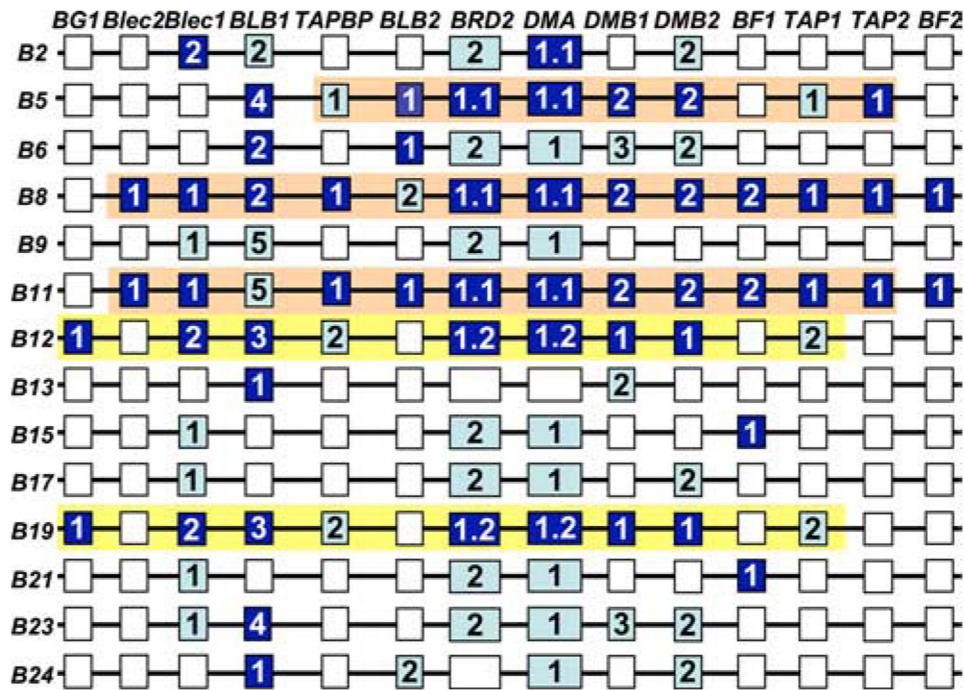 BG1 Blec2 Blec1 BLB1 TAPBP BLB2 BRD2 DMA DMB1 DMB2 BF1 TAP1 TAP2 BF2
B2 2 2 2 1.1 2
B5 4 1 1 1.1 1.1 2 2 1 1
B6 2 1 2 1 3 2
B8 1 1 2 1 2 1.1 1.1 2 2 2 1 1 1
B9 1 5 2 1
B11 1 1 5 1 1 1.1 1.1 2 2 2 1 1 1
B12 1 2 3 2 1.2 1.2 1 1 2
B13 1 2
B15 1 2 1 1
B17 1 2 1 2
B19 1 2 3 2 1.2 1.2 1 1 2
B21 1 2 1 1
B23 1 4 2 1 3 2
B24 1 2 1 2